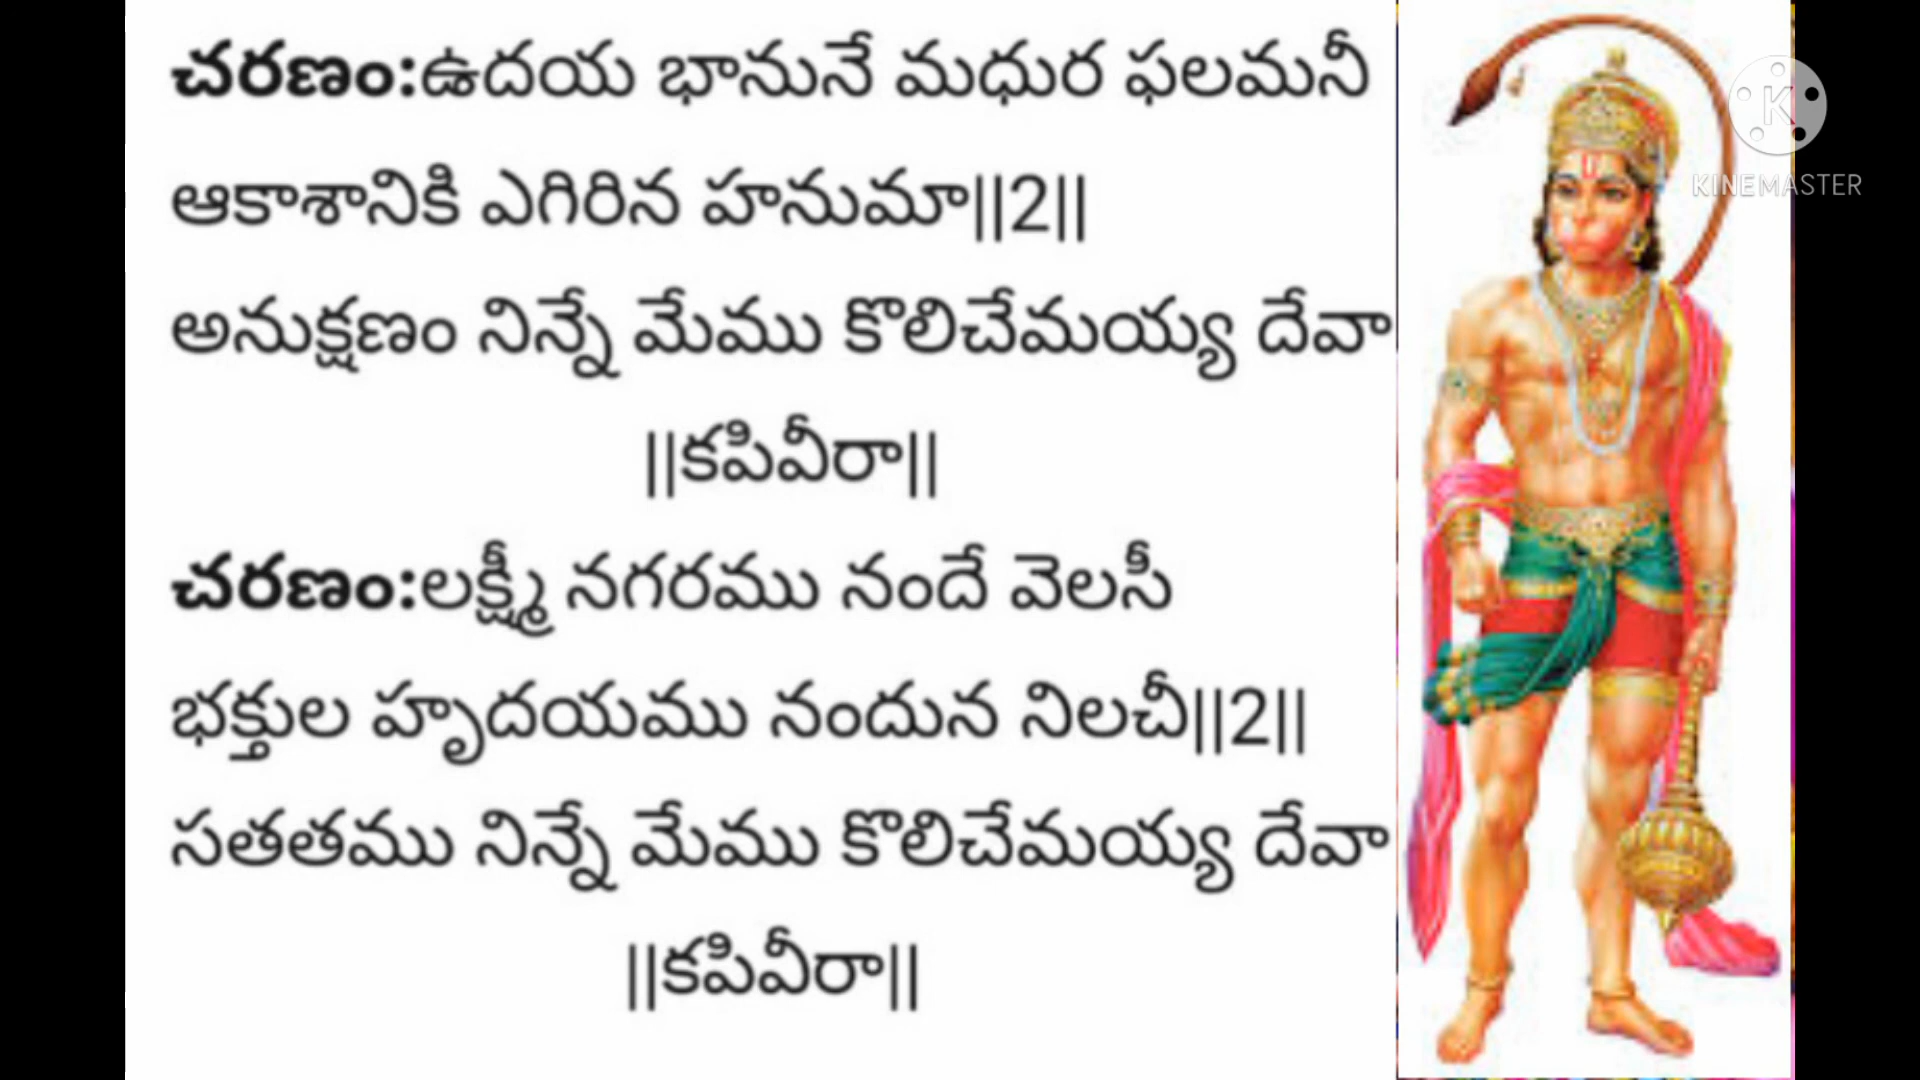 చరణం:ఉదయ భానునే మధుర ఫలమనీ
ఆకాశానికి ఎగిరిన హనుమా||2||
అనుక్షణం నిన్నే మేము కొలిచేమయ్య దేవా
||కపివీరా||
చరణం:లక్ష్మీ నగరము నందే వెలసీ
భక్తుల హృదయము నందున నిలచీ||2||
సతతము నిన్నే మేము కొలిచేమయ్య దేవా
||కపివీరా||
K
KINEMASTER